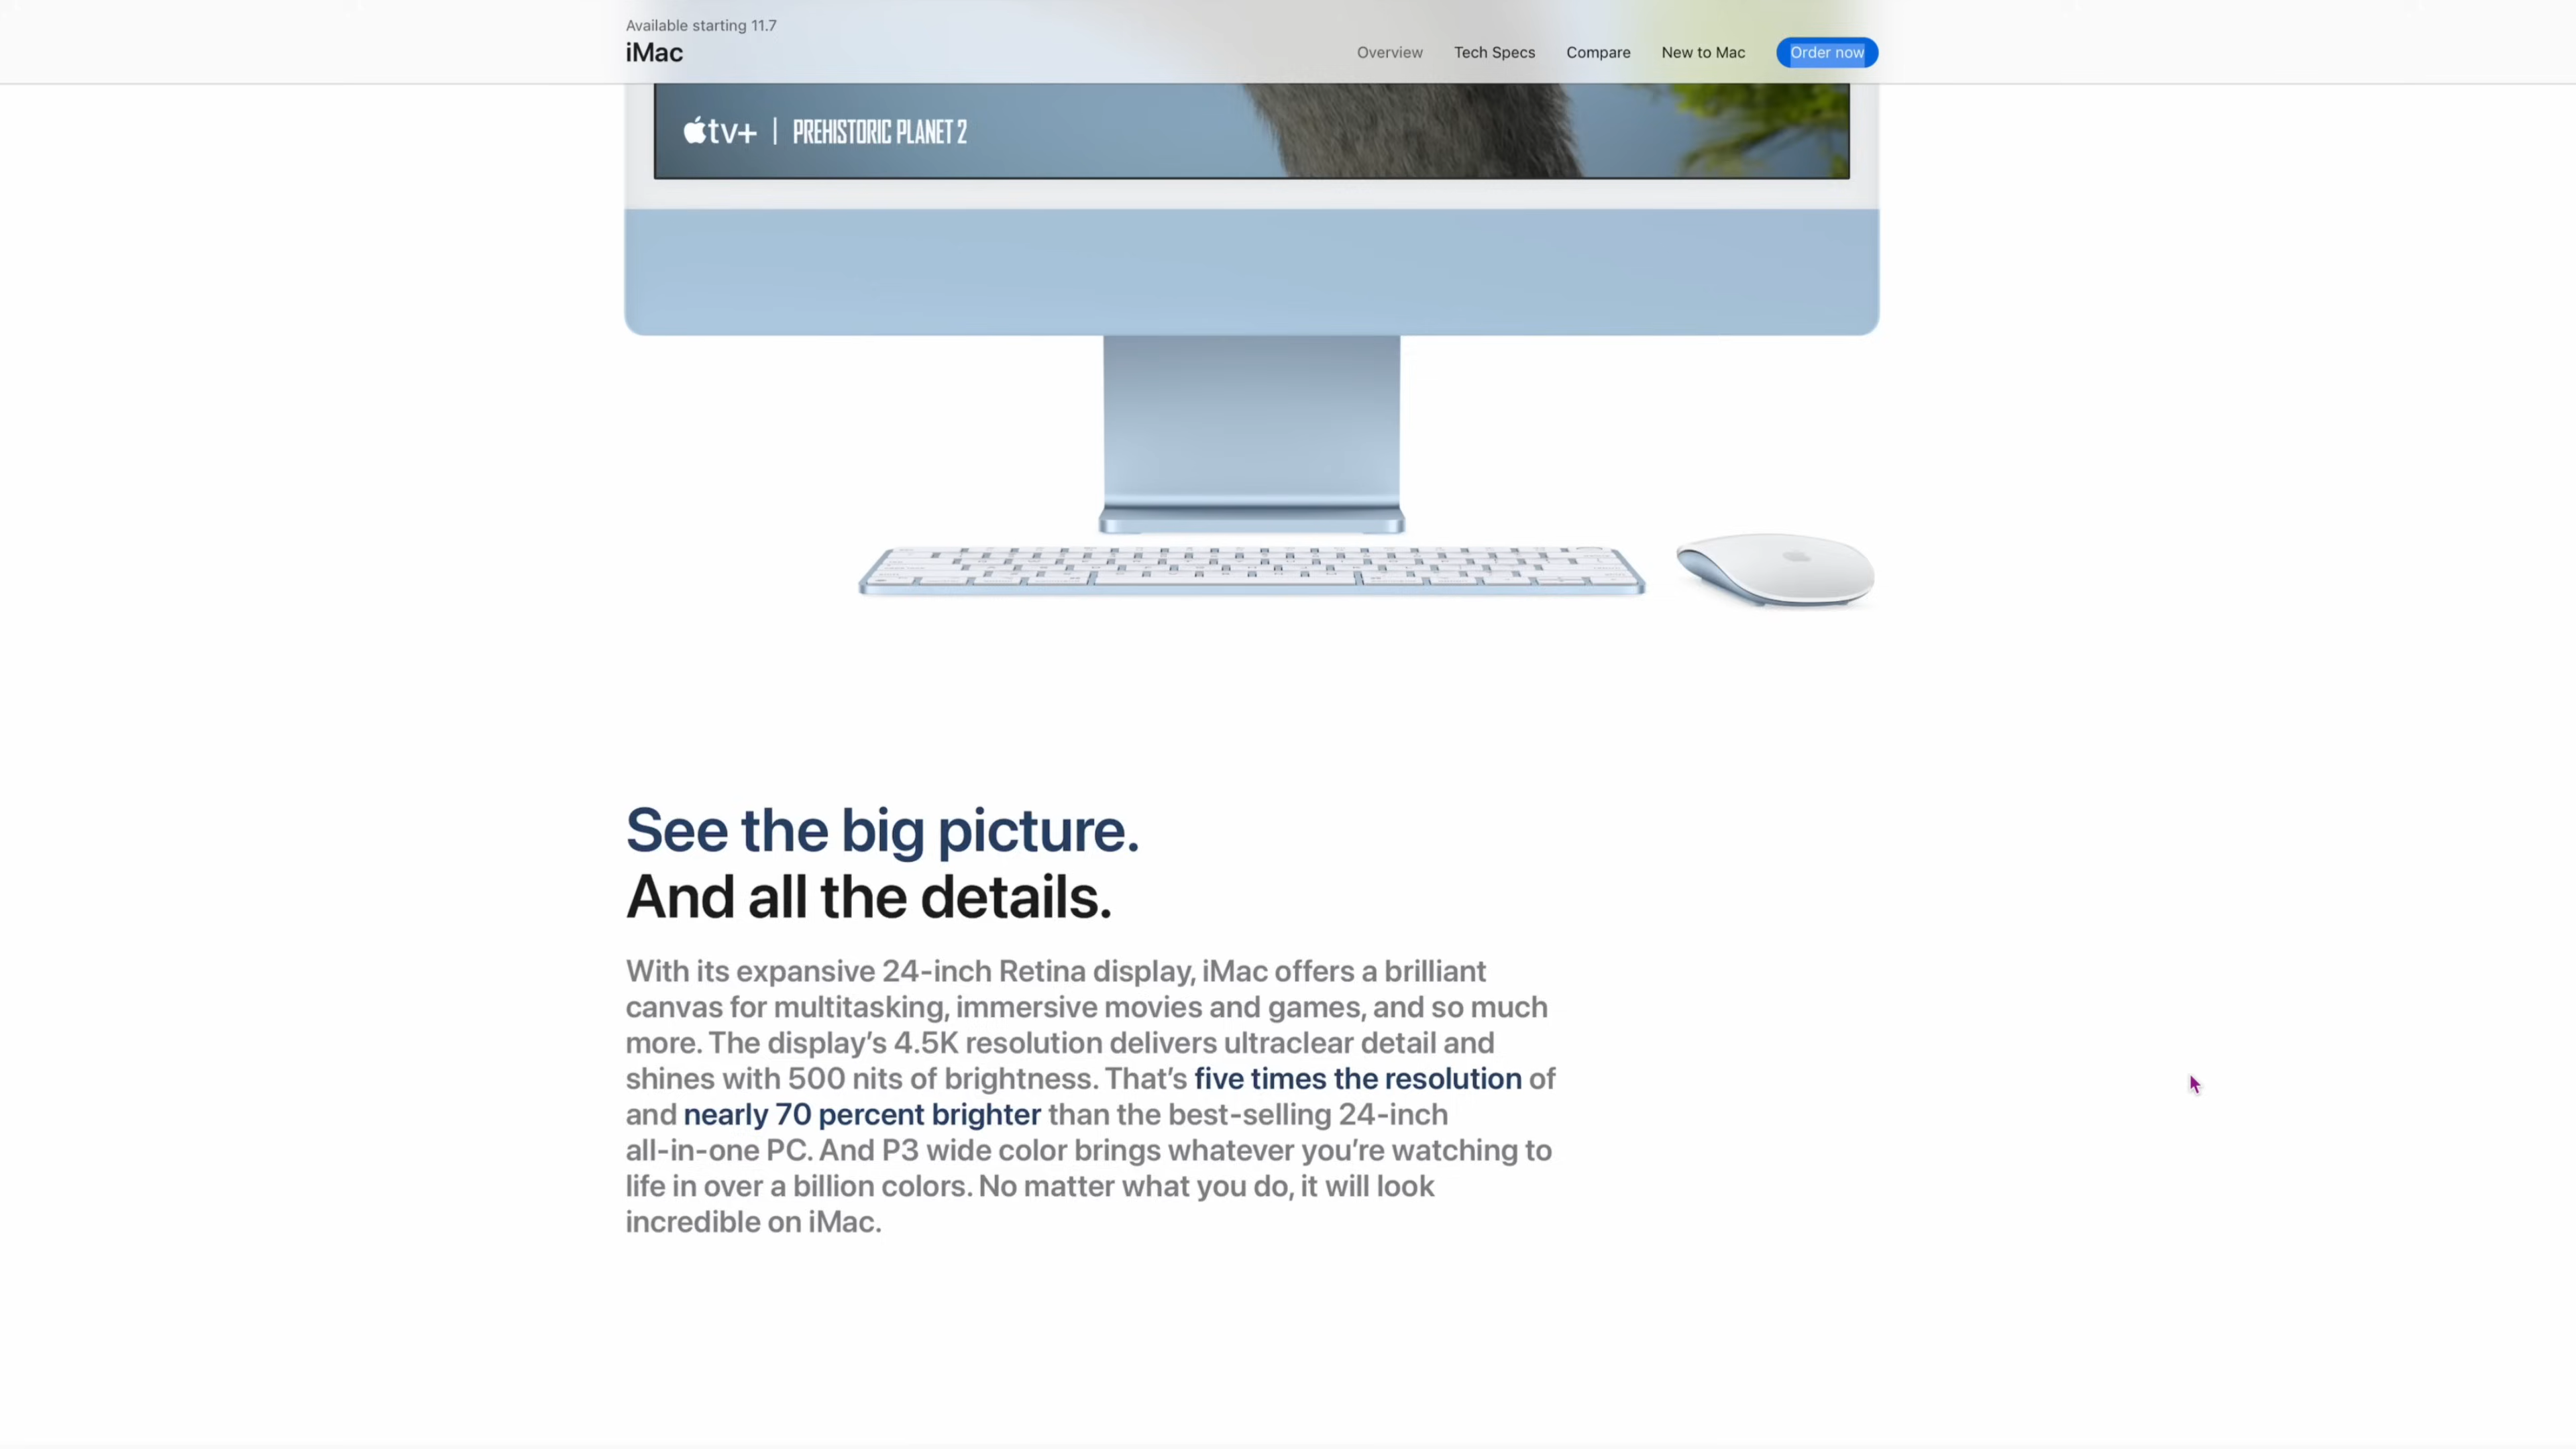 Available starting 11.7
iMac
Overview
Tech Specs
Compare
New to Mac
Order now
tv+ | PREHISTORIC PLANET 2
See the big picture.
And all the details.
With its expansive 24-inch Retina display, iMac offers a brilliant
canvas for multitasking, immersive movies and games, and so much
more. The display’s 4.5K resolution delivers ultraclear detail and
shines with 500 nits of brightness. That’s five times the resolution of
and nearly 70 percent brighter than the best-selling 24-inch
all-in-one PC. And P3 wide color brings whatever you’re watching to
life in over a billion colors. No matter what you do, it will look
incredible on iMac.